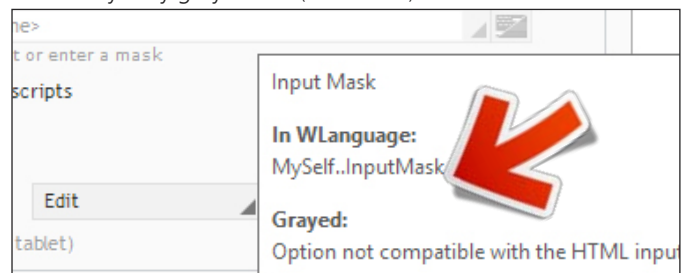 ne>
t or enter a mask
scripts
Edit
tablet)
Input Mask
In WLanguage:
MySelf..InputMask
Grayed:
Option not compatible with the HTML input